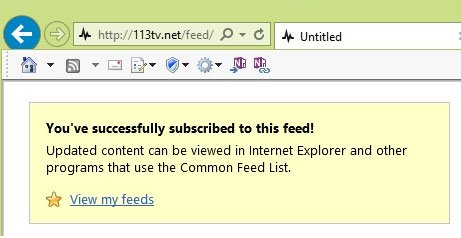 http://113tv.net/feed/
Untitled
You've successfully subscribed to this feed!
Updated content can be viewed in Internet Explorer and other
programs that use the Common Feed List.
View my feeds